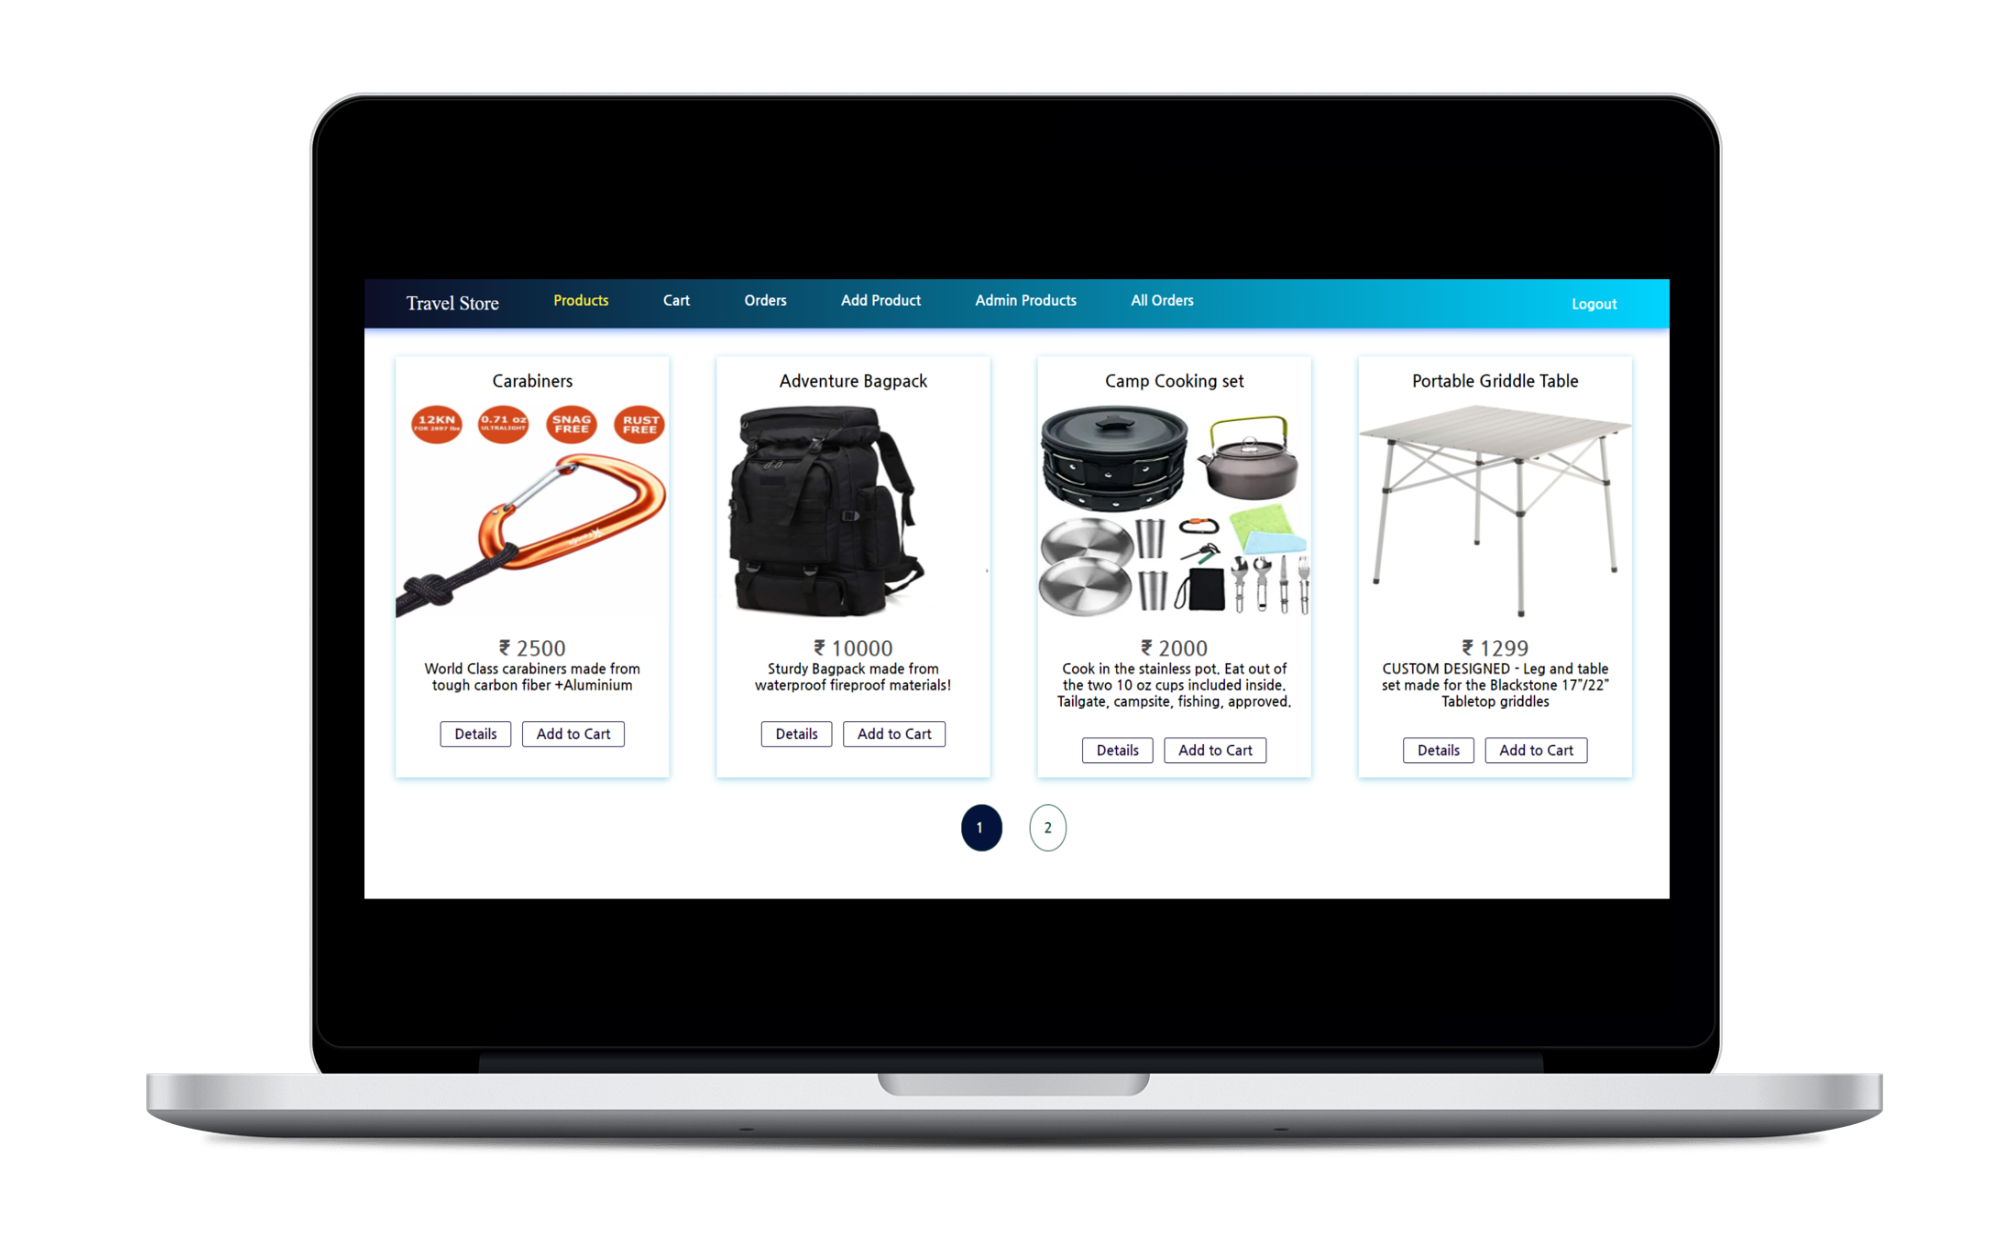 Travel Store Products Cart Orders Add Product Admin Products All Orders Logout
Carabiners
12KN
FOR 2697 lbs
0.71 oz
ULTRALIGHT
SNAG
FREE
RUST
FREE
₹ 2500
World Class carabiners made from
tough carbon fiber +Aluminium
Details Add to Cart
Adventure Bagpack
₹ 10000
Sturdy Bagpack made from
waterproof fireproof materials!
Details Add to Cart
Camp Cooking set
₹ 2000
Cook in the stainless pot. Eat out of
the two 10 oz cups included inside.
Tailgate, campsite, fishing, approved.
Details Add to Cart
Portable Griddle Table
₹ 1299
CUSTOM DESIGNED - Leg and table
set made for the Blackstone 17”/22”
Tabletop griddles
Details Add to Cart
1 2